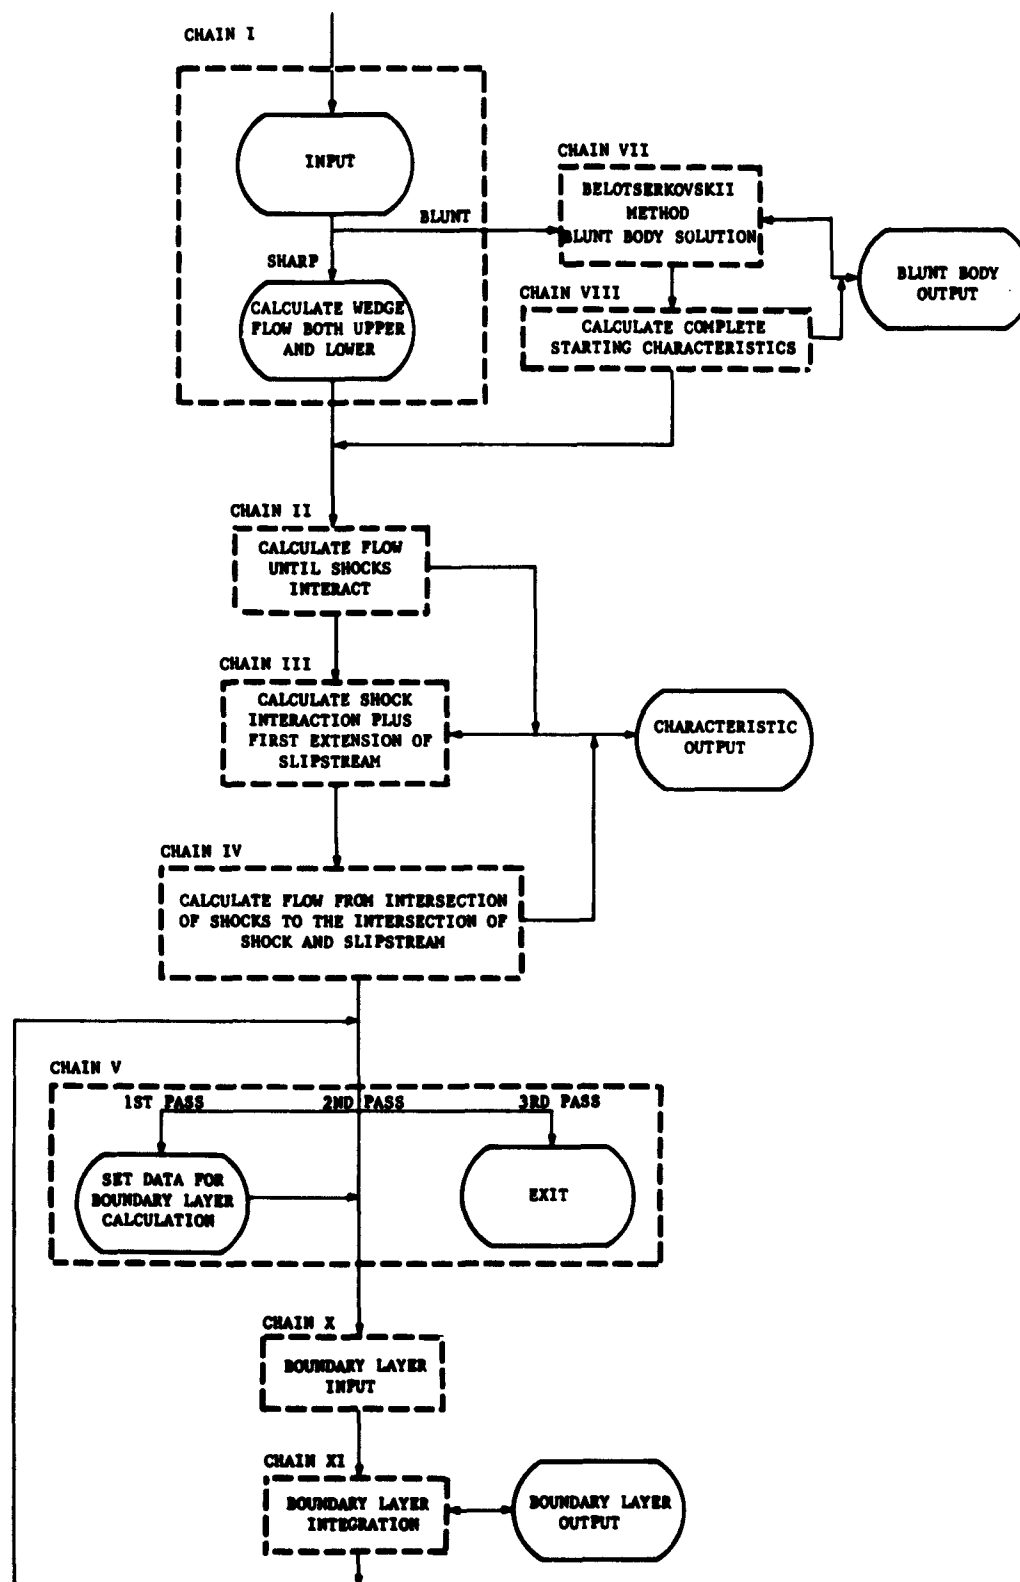 CHAIN I
INPUT
BLUNT
SHARP
CALCULATE WEDGE
FLOW BOTH UPPER
AND LOWER
CHAIN VII
BELOTSERKOVSKII
METHOD
BLUNT BODY SOLUTION
BLUNT BODY
OUTPUT
CHAIN VIII
CALCULATE COMPLETE
STARTING CHARACTERISTICS
CHAIN II
CALCULATE FLOW
UNTIL SHOCKS
INTERACT
CHAIN III
CALCULATE SHOCK
INTERACTION PLUS
FIRST EXTENSION OF
SLIPSTREAM
CHARACTERISTIC
OUTPUT
CHAIN IV
CALCULATE FLOW FROM INTERSECTION
OF SHOCKS TO THE INTERSECTION OF
SHOCK AND SLIPSTREAM
CHAIN V
1ST PASS
2ND PASS
3RD PASS
SET DATA FOR
BOUNDARY LAYER
CALCULATION
EXIT
CHAIN X
BOUNDARY LAYER
INPUT
CHAIN XI
BOUNDARY LAYER
INTEGRATION
BOUNDARY LAYER
OUTPUT